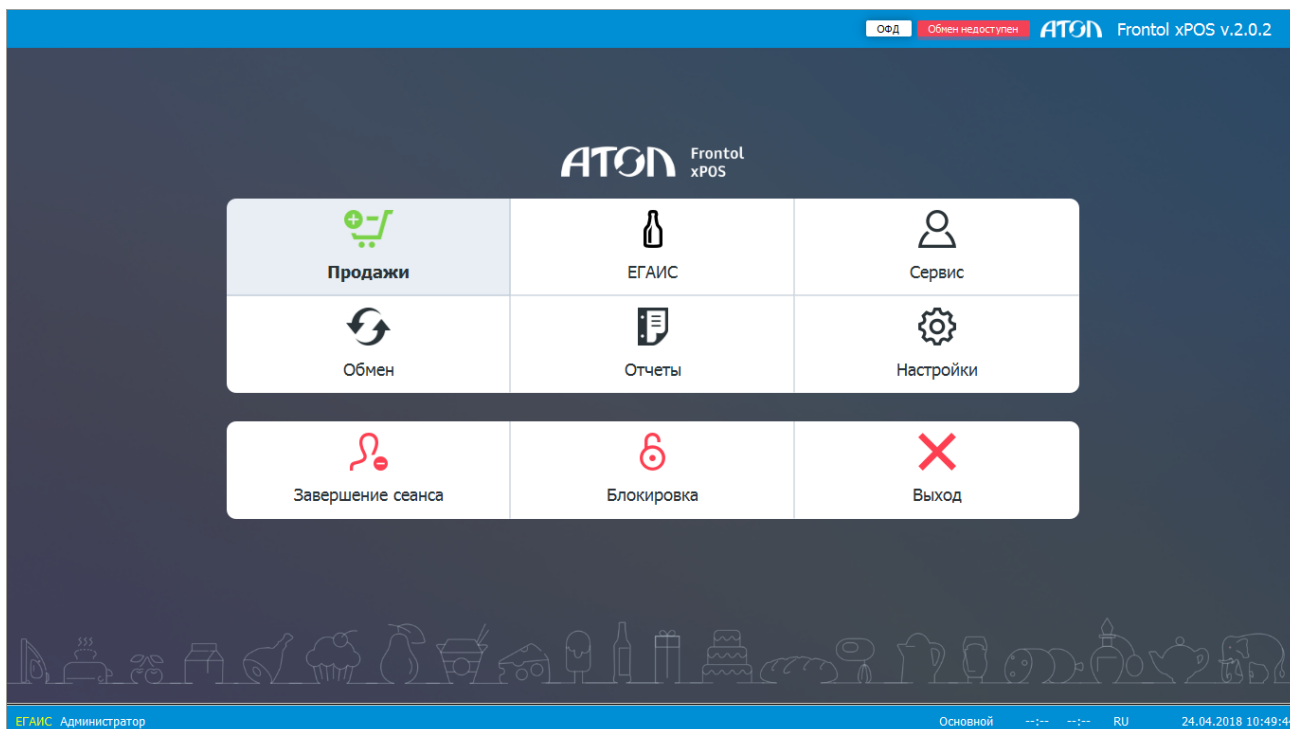 ОФД Обмен недоступен АТОЛ Frontol xPOS v.2.0.2
АТОЛ Frontol
xPOS
Продажи ЕГАИС Сервис
Обмен Отчеты Настройки
Завершение сеанса Блокировка Выход
ЕГАИС Администратор Основной --:-- --:-- RU 24.04.2018 10:49:4